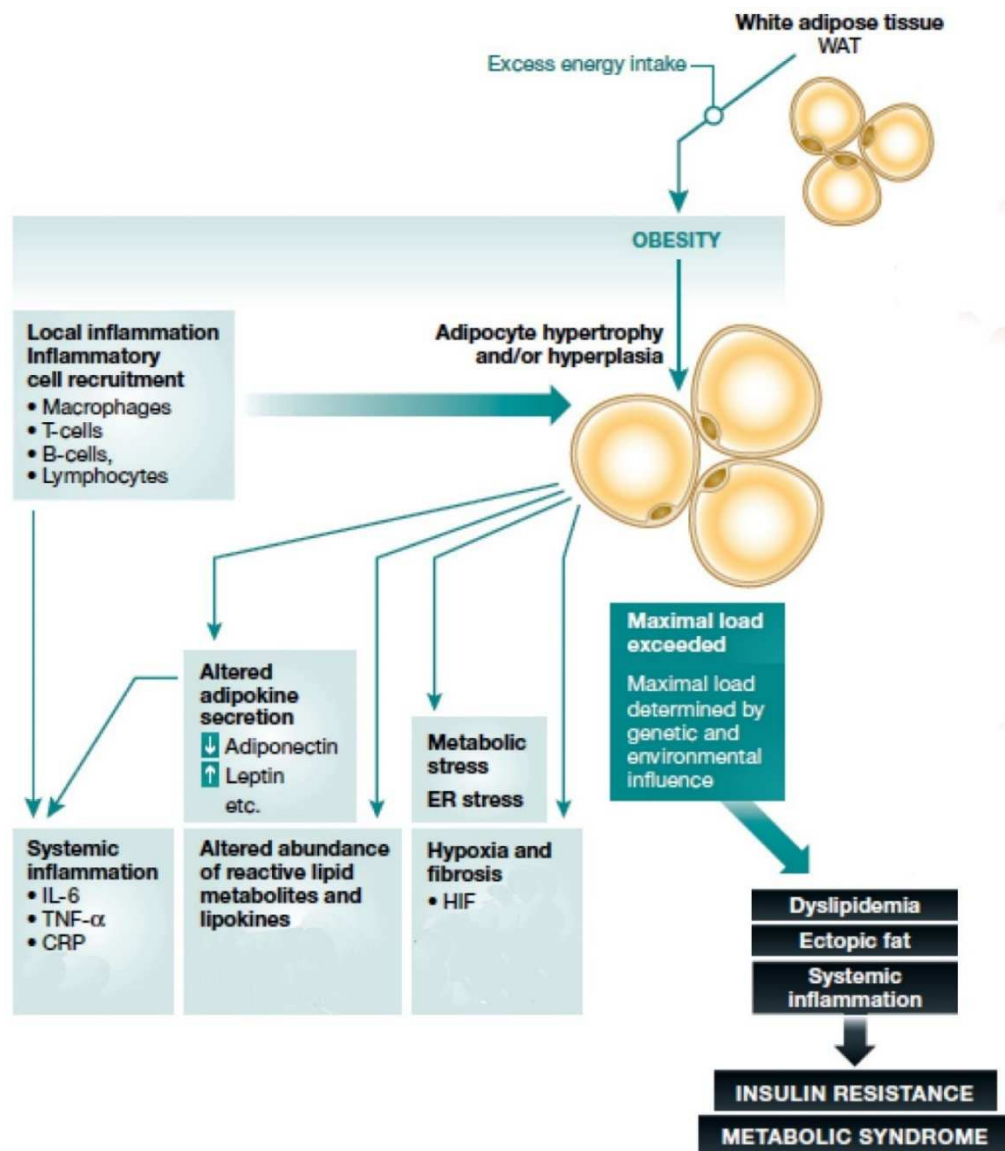 White adipose tissue
WAT
Excess energy intake
OBESITY
Local inflammation
Inflammatory
cell recruitment
• Macrophages
• T-cells
• B-cells,
• Lymphocytes
Adipocyte hypertrophy
and/or hyperplasia
Altered
adipokine
secretion
↓ Adiponectin
↑ Leptin
etc.
Metabolic
stress
ER stress
Maximal load
exceeded
Maximal load
determined by
genetic and
environmental
influence
Systemic
inflammation
• IL-6
• TNF-α
• CRP
Altered abundance
of reactive lipid
metabolites and
lipokines
Hypoxia and
fibrosis
• HIF
Dyslipidemia
Ectopic fat
Systemic
inflammation
INSULIN RESISTANCE
METABOLIC SYNDROME